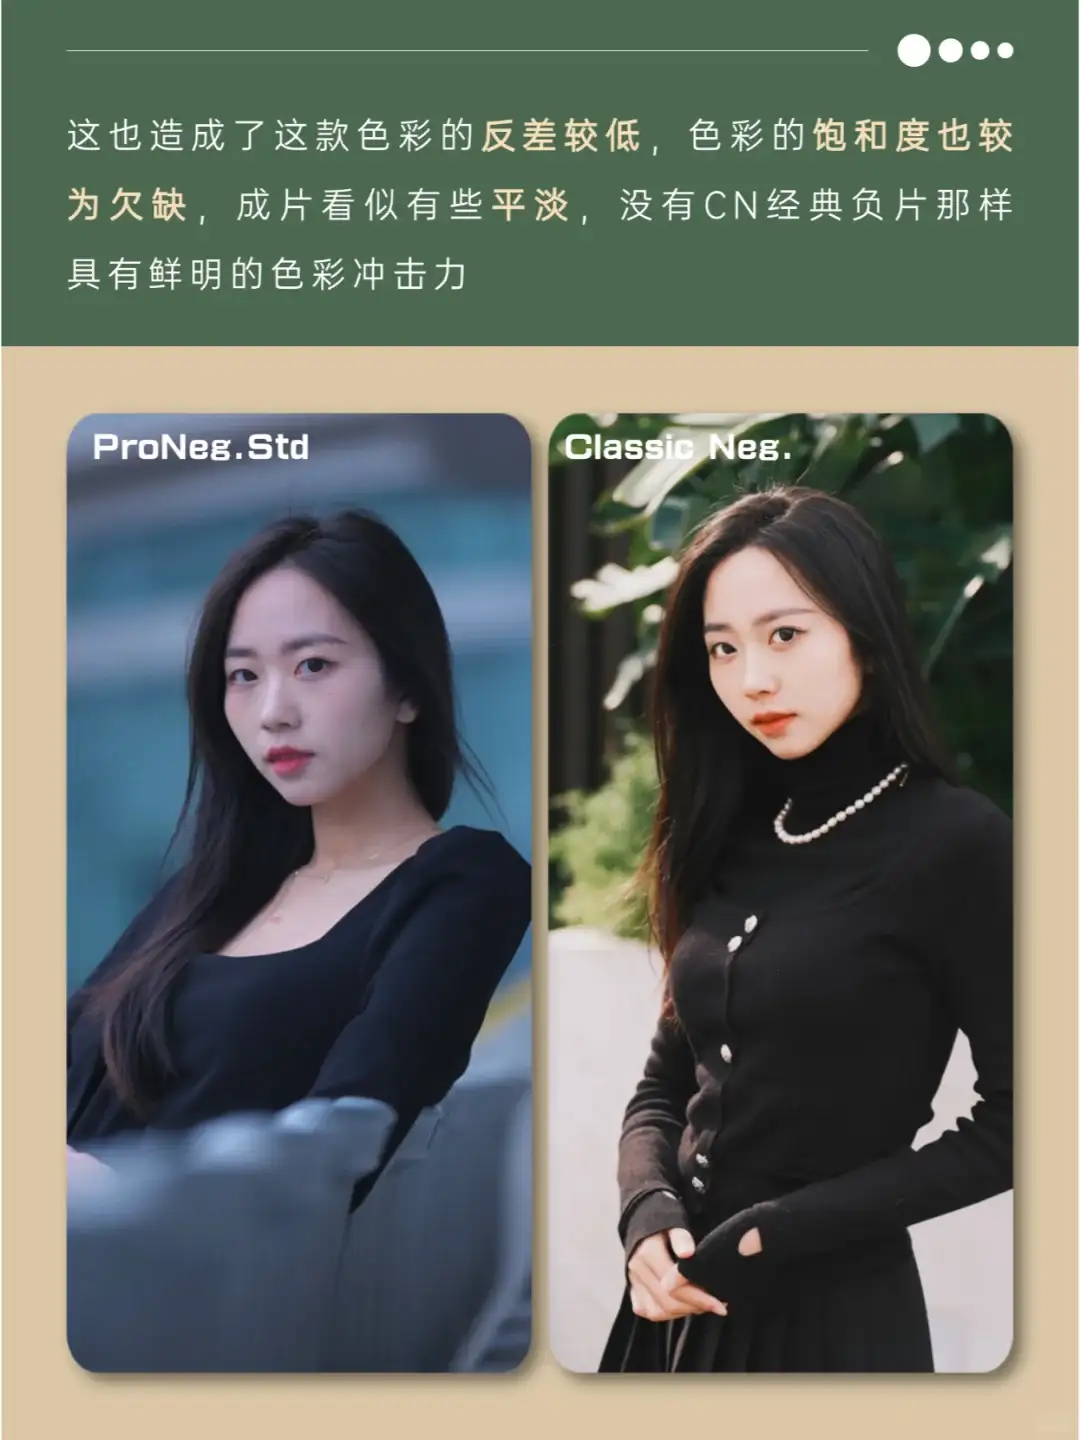 这也造成了这款色彩的反差较低，色彩的饱和度也较
为欠缺，成片看似有些平淡，没有CN经典负片那样
具有鲜明的色彩冲击力
ProNeg.Std
Classic Neg.